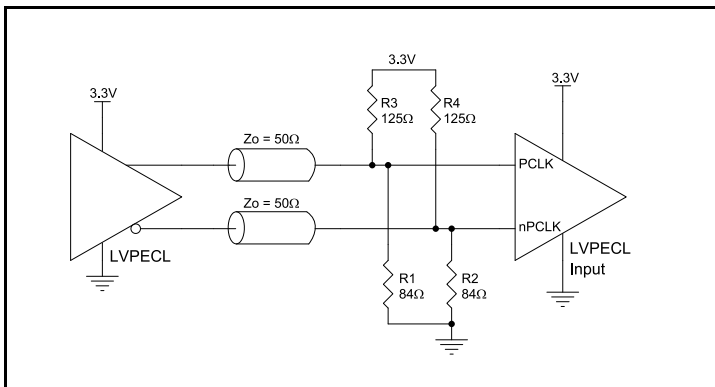 3.3V
3.3V
3.3V
R3
125Ω
R4
125Ω
Zo = 50Ω
PCLK
Zo = 50Ω
nPCLK
LVPECL
LVPECL
Input
R1
84Ω
R2
84Ω